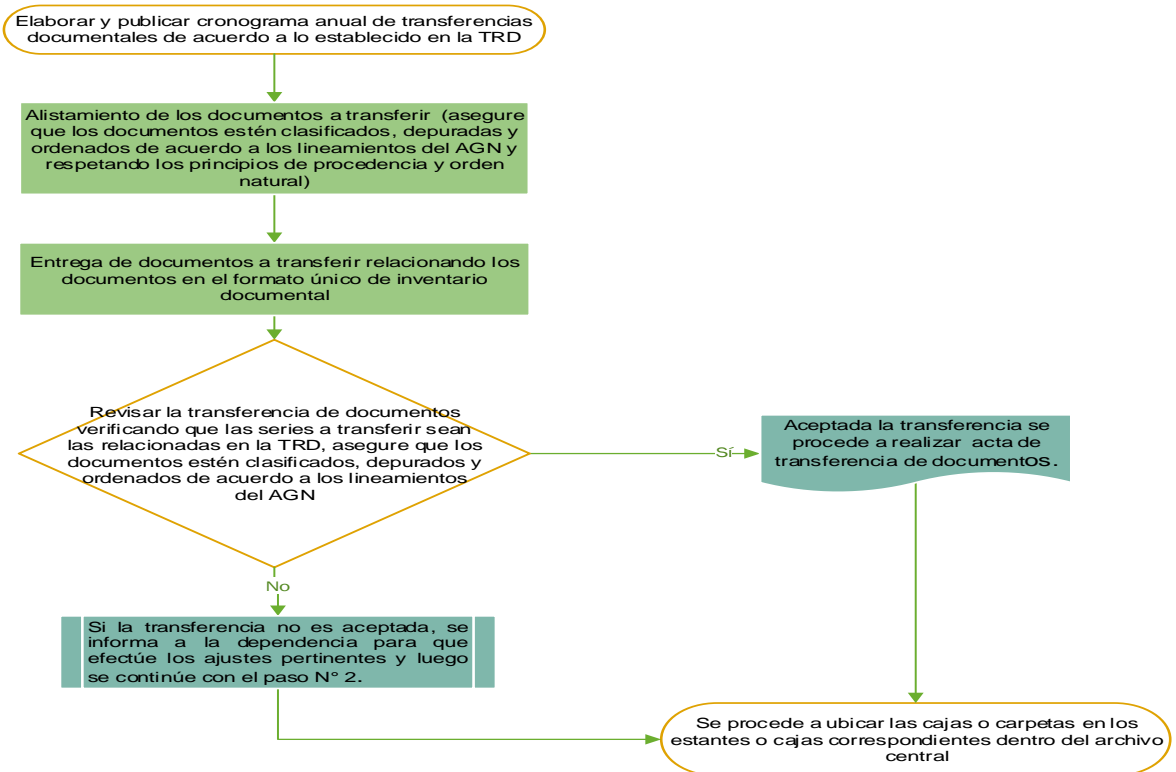 Elaborar y publicar cronograma anual de transferencias
documentales de acuerdo a lo establecido en la TRD
Alistamiento de los documentos a transferir (asegure
que los documentos estén clasificados, depuradas y
ordenados de acuerdo a los lineamientos del AGN y
respetando los principios de procedencia y orden
natural)
Entrega de documentos a transferir relacionando los
documentos en el formato único de inventario
documental
Revisar la transferencia de documentos
verificando que las series a transferir sean
las relacionadas en la TRD, asegure que los
documentos estén clasificados, depurados y
ordenados de acuerdo a los lineamientos
del AGN
Sí
Aceptada la transferencia se
procede a realizar acta de
transferencia de documentos.
No
Si la transferencia no es aceptada, se
informa a la dependencia para que
efectúe los ajustes pertinentes y luego
se continúe con el paso N° 2.
Se procede a ubicar las cajas o carpetas en los
estantes o cajas correspondientes dentro del archivo
central